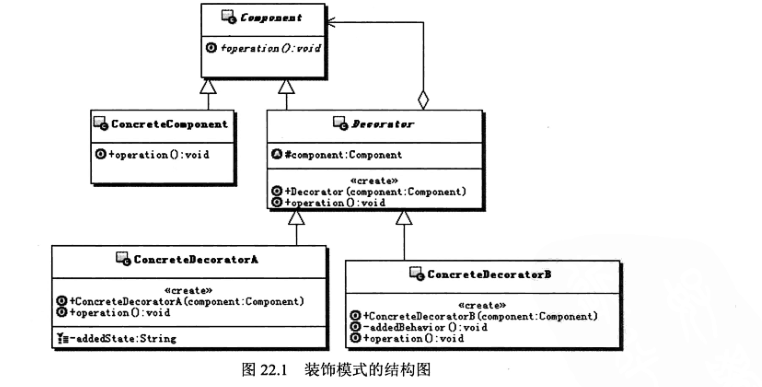 Component
+operation():void
ConcreteComponent
+operation():void
Decorator
#component:Component
«create»
+Decorator(component:Component)
+operation():void
ConcreteDecoratorA
«create»
+ConcreteDecoratorA(component:Component)
+operation():void
-addedState:String
ConcreteDecoratorB
«create»
+ConcreteDecoratorB(component:Component)
-addedBehavior():void
+operation():void
图 22.1 装饰模式的结构图